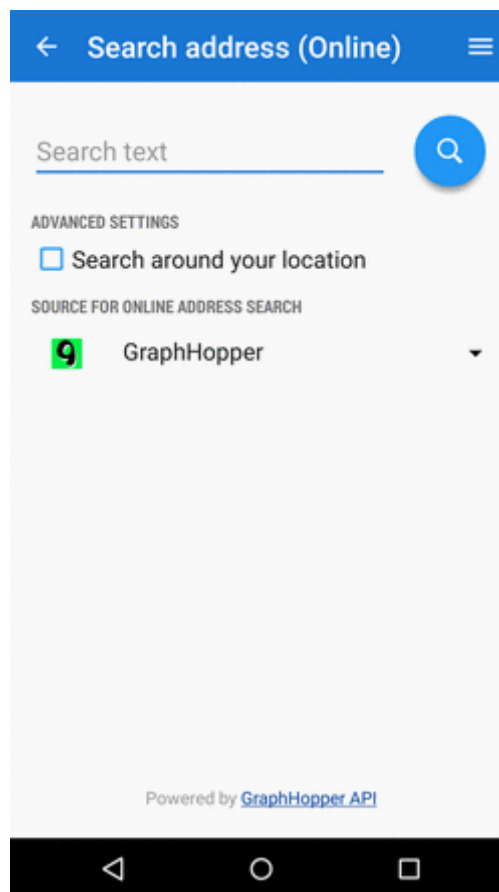 Search address (Online)
Search text
ADVANCED SETTINGS
Search around your location
SOURCE FOR ONLINE ADDRESS SEARCH
GraphHopper
Powered by GraphHopper API